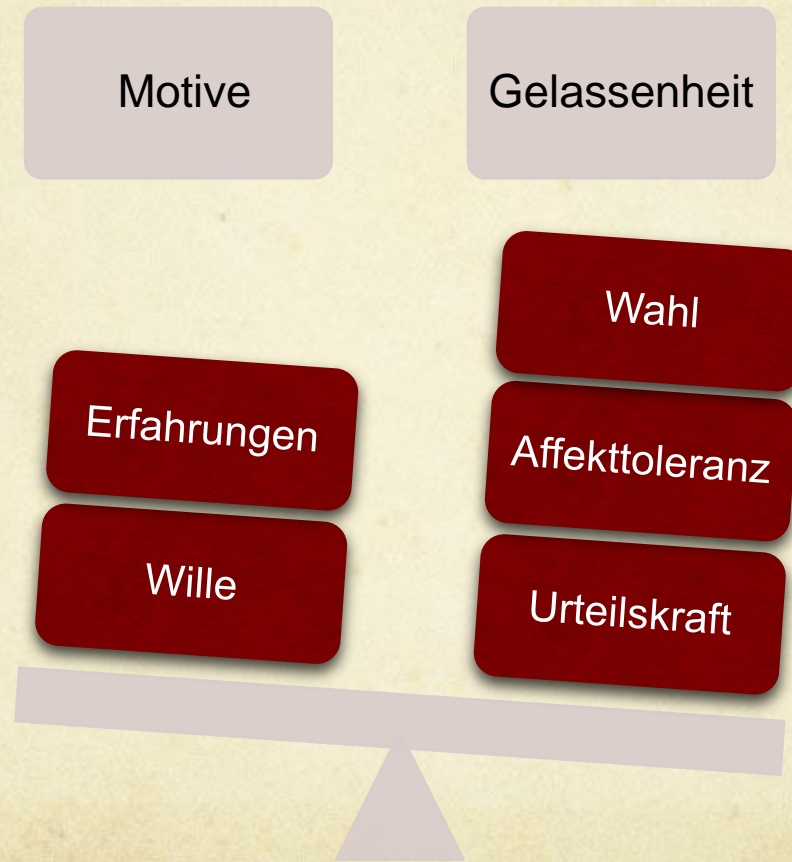 Motive
Gelassenheit
Wahl
Erfahrungen
Affekttoleranz
Wille
Urteilskraft